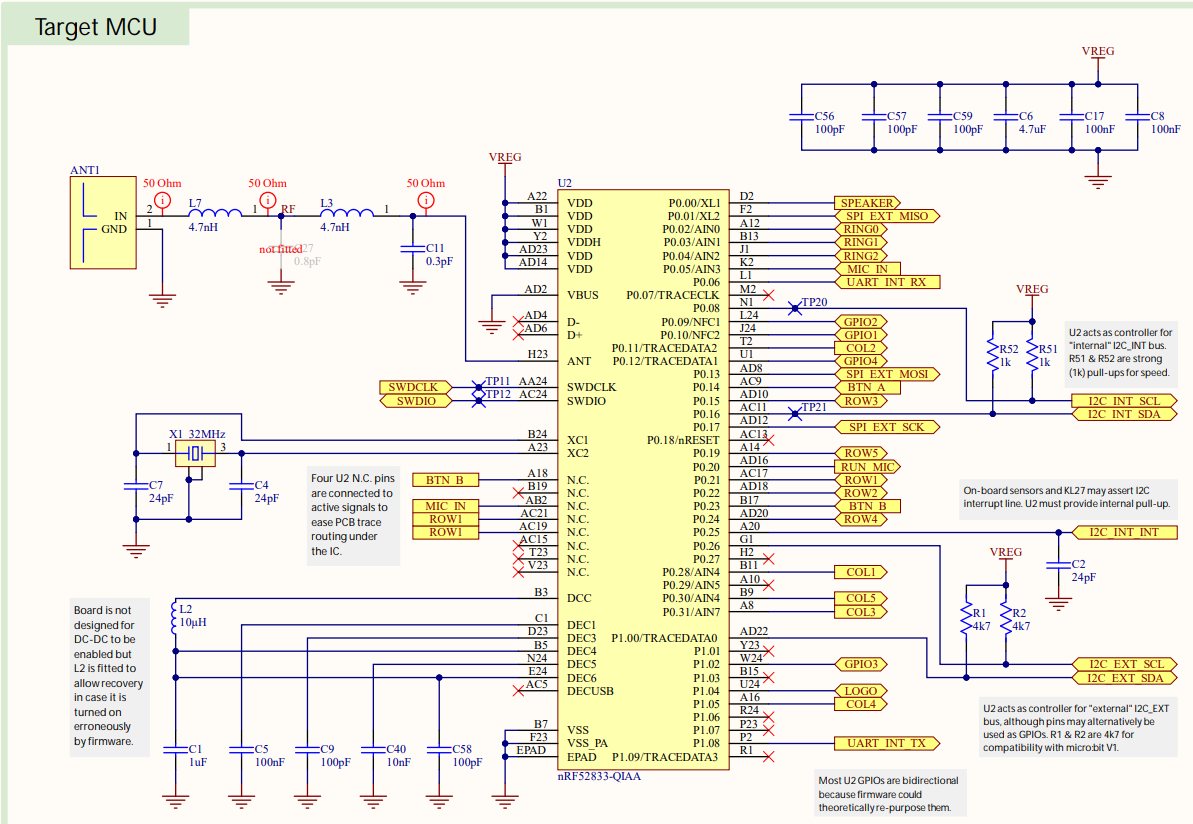 Target MCU
VREG
C56
100pF
C57
100pF
C59
100pF
C6
4.7uF
C17
100nF
C8
100nF
ANT1
IN
GND
2
1
50 Ohm
i
L7
4.7nH
1
50 Ohm
i
RF
not fitted
0.8pF
L3
4.7nH
1
50 Ohm
i
C11
0.3pF
VREG
U2
A22 VDD
B1 VDD
W1 VDD
Y2 VDDH
AD23 VDD
AD14 VDD
AD2 VBUS
AD4 D-
AD6 D+
H23 ANT
SWDCLK TP11 AA24 SWDCLK
SWDIO TP12 AC24 SWDIO
B24 XC1
A23 XC2
X1 32MHz
1
3
C7
24pF
C4
24pF
Four U2 N.C. pins
are connected to
active signals to
ease PCB trace
routing under
the IC.
BTN_B A18 N.C.
B19 N.C.
MIC_IN AB2 N.C.
ROW1 AC21 N.C.
ROW1 AC19 N.C.
AC15 N.C.
T23 N.C.
V23 N.C.
B3 DCC
C1 DEC1
D23 DEC3
B5 DEC4
N24 DEC5
E24 DEC6
AC5 DECUSB
B7 VSS
F23 VSS_PA
EPAD EPAD
nRF52833-QIAA
Board is not
designed for
DC-DC to be
enabled but
L2 is fitted to
allow recovery
in case it is
turned on
erroneously
by firmware.
L2
10µH
C1
1uF
C5
100nF
C9
100pF
C40
10nF
C58
100pF
P0.00/XL1 D2 SPEAKER
P0.01/XL2 F2 SPI_EXT_MISO
P0.02/AIN0 A12 RING0
P0.03/AIN1 B13 RING1
P0.04/AIN2 J1 RING2
P0.05/AIN3 K2 MIC_IN
P0.06 L1 UART_INT_RX
P0.07/TRACECLK M2
P0.08 N1 TP20
P0.09/NFC1 L24 GPIO2
P0.10/NFC2 J24 GPIO1
P0.11/TRACEDATA2 T2 COL2
P0.12/TRACEDATA1 U1 GPIO4
P0.13 AD8 SPI_EXT_MOSI
P0.14 AC9 BTN_A
P0.15 AD10 ROW3
P0.16 AC11 TP21
P0.17 AD12 SPI_EXT_SCK
P0.18/nRESET AC13
P0.19 A14 ROW5
P0.20 AD16 RUN_MIC
P0.21 AC17 ROW1
P0.22 AD18 ROW2
P0.23 B17 BTN_B
P0.24 AD20 ROW4
P0.25 A20
P0.26 G1
P0.27 H2
P0.28/AIN4 B11 COL1
P0.29/AIN5 A10
P0.30/AIN4 B9 COL5
P0.31/AIN7 A8 COL3
P1.00/TRACEDATA0 AD22
P1.01 Y23
P1.02 W24 GPIO3
P1.03 B15
P1.04 U24 LOGO
P1.05 A16 COL4
P1.06 R24
P1.07 P23
P1.08 P2 UART_INT_TX
P1.09/TRACEDATA3 R1
VREG
R52
1k
R51
1k
U2 acts as controller for
"internal" I2C_INT bus.
R51 & R52 are strong
(1k) pull-ups for speed.
I2C_INT_SCL
I2C_INT_SDA
On-board sensors and KL27 may assert I2C
interrupt line. U2 must provide internal pull-up.
I2C_INT_INT
C2
24pF
VREG
R1
4k7
R2
4k7
I2C_EXT_SCL
I2C_EXT_SDA
U2 acts as controller for "external" I2C_EXT
bus, although pins may alternatively be
used as GPIOs. R1 & R2 are 4k7 for
compatibility with micro:bit V1.
Most U2 GPIOs are bidirectional
because firmware could
theoretically re-purpose them.